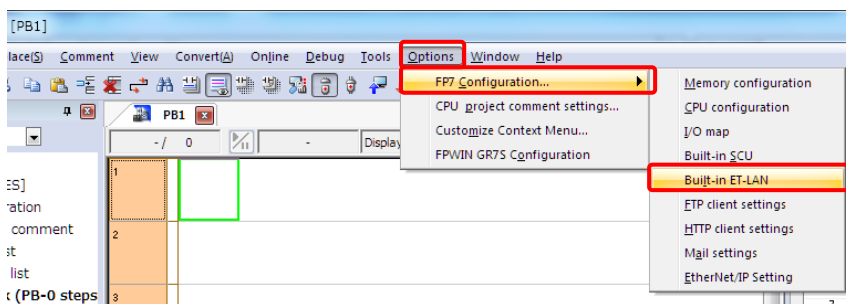 [PB1]
lace(S) Comment View Convert(A) Online Debug Tools Options Window Help
FP7 Configuration...
CPU project comment settings...
Customize Context Menu...
FPWIN GR7S Configuration
Memory configuration
CPU configuration
I/O map
Built-in SCU
Built-in ET-LAN
FTP client settings
HTTP client settings
Mail settings
EtherNet/IP Setting
PB1
- / 0 - Display
ES]
ration
comment
st
list
k (PB-0 steps
1
2
3